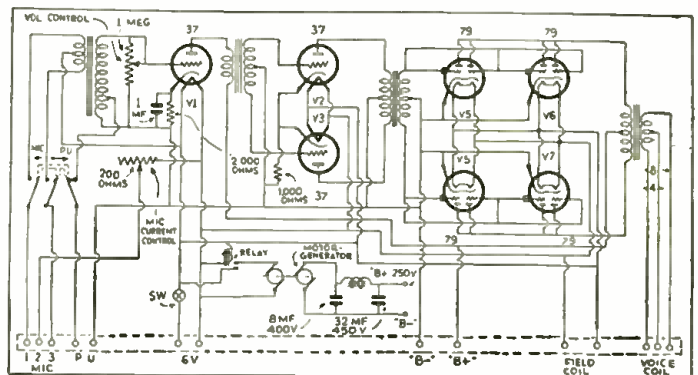 VOL CONTROL
1 MEG
37
37
79
79
1 MF
V1
V2
V3
V5
V6
V5
V7
MIC
PU
200 OHMS
2,000 OHMS
1,000 OHMS
37
MIC CURRENT CONTROL
8
4
79
79
RELAY
MOTOR-GENERATOR
"B+ 250V
SW
8 MF 400V
32 MF 450V
"B-"
1 2 3
MIC
P U
6V
"B-"
"B+"
FIELD COIL
VOICE COIL